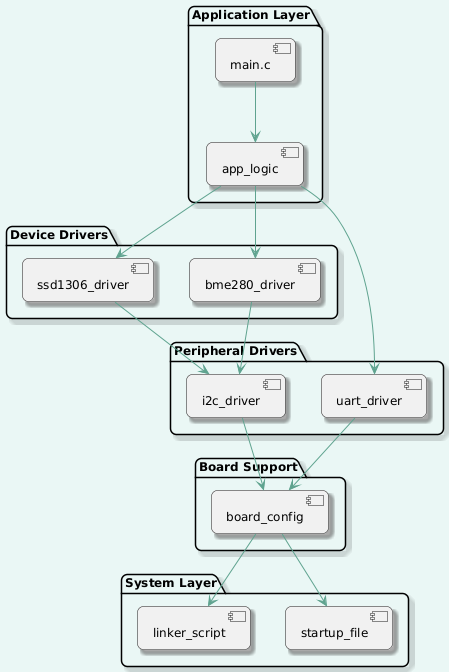 Application Layer
main.c
app_logic
Device Drivers
ssd1306_driver
bme280_driver
Peripheral Drivers
i2c_driver
uart_driver
Board Support
board_config
System Layer
linker_script
startup_file